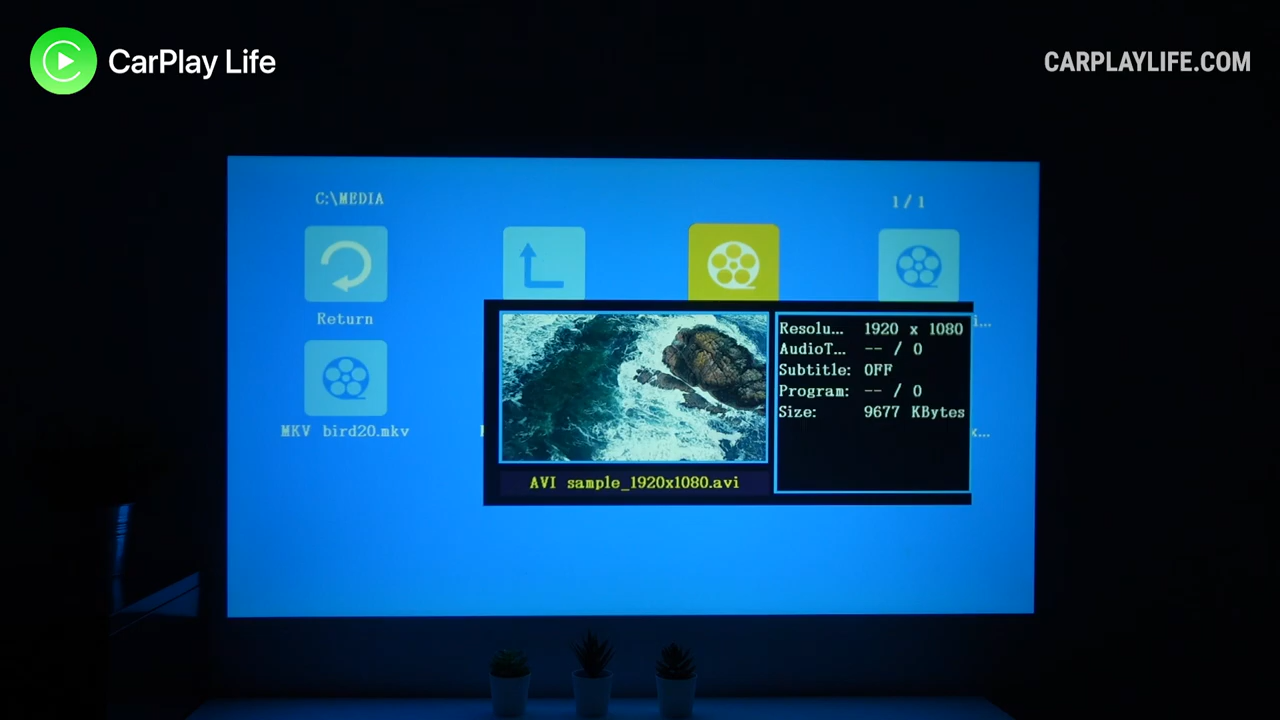 CarPlay Life
CARPLAYLIFE.COM
C:\MEDIA
1/1
Return
i...
Resolu... 1920 x 1080
AudioT... -- / 0
Subtitle: OFF
Program: -- / 0
Size: 9677 KBytes
MKV bird20.mkv
AVI sample_1920x1080.avi